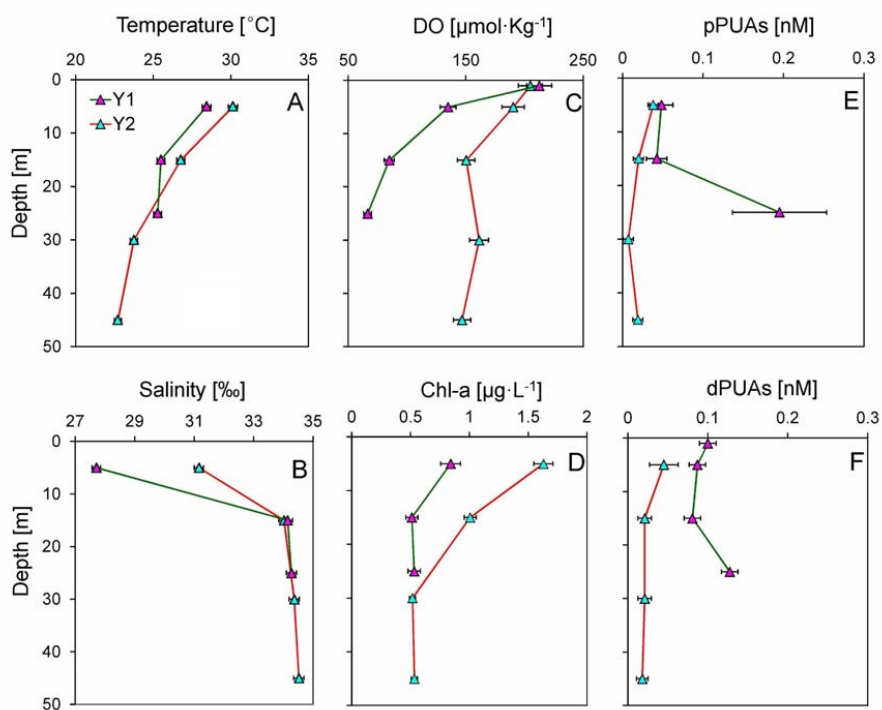 Temperature [°C]
20 25 30 35
0
10
20
30
40
50
Depth [m]
Y1
Y2
A
DO [µmol·Kg⁻¹]
50 150 250
C
pPUAs [nM]
0 0.1 0.2 0.3
E
Salinity [‰]
27 31 35
0
10
20
30
40
50
Depth [m]
B
Chl-a [µg·L⁻¹]
0 0.5 1 1.5 2
D
dPUAs [nM]
0 0.1 0.2 0.3
F